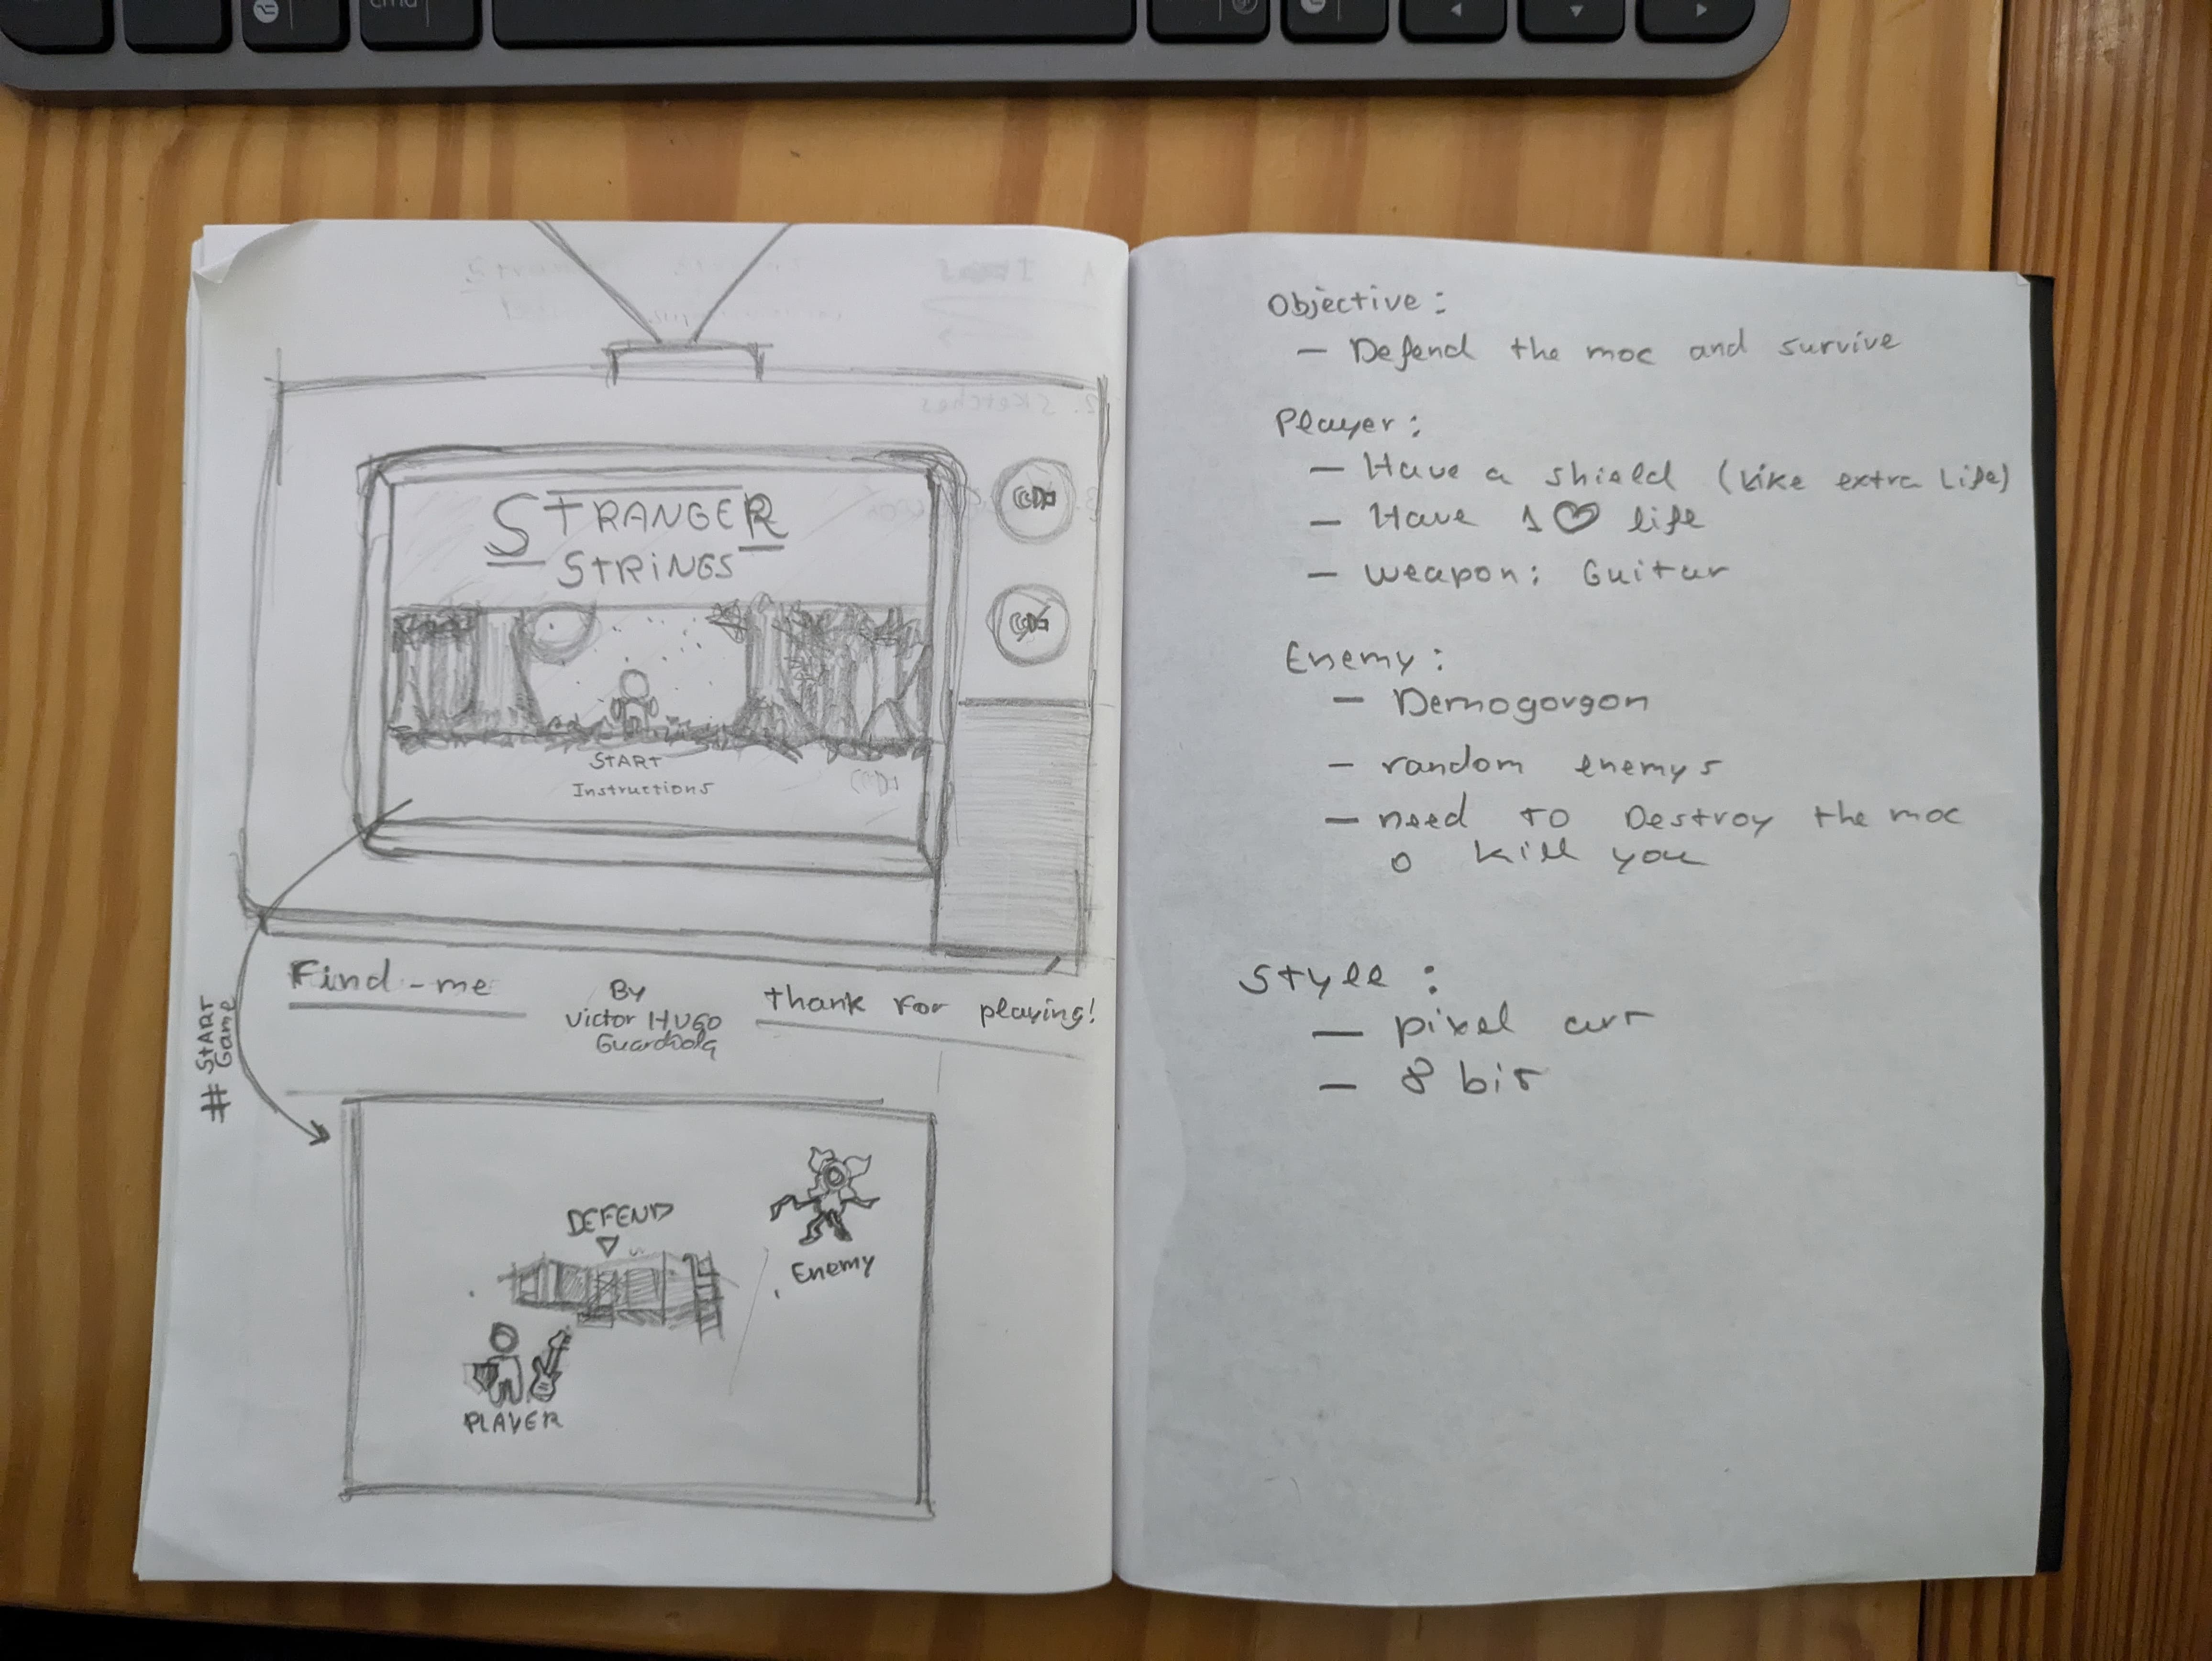 cmd
STRANGER
STRINGS
START
Instructions
Find-me
By
Victor HUGO
Guardiola
thank for playing!
# START
Game
DEFEND
Enemy
PLAYER
Objective:
- Defend the moc and survive
Player:
- Have a shield (Like extra Life)
- Have 1 ♡ life
- weapon: Guitar
Enemy:
- Demogorgon
- random enemys
- need to Destroy the moc
o kill you
Style:
- pixel art
- 8 bit
2. Sketches